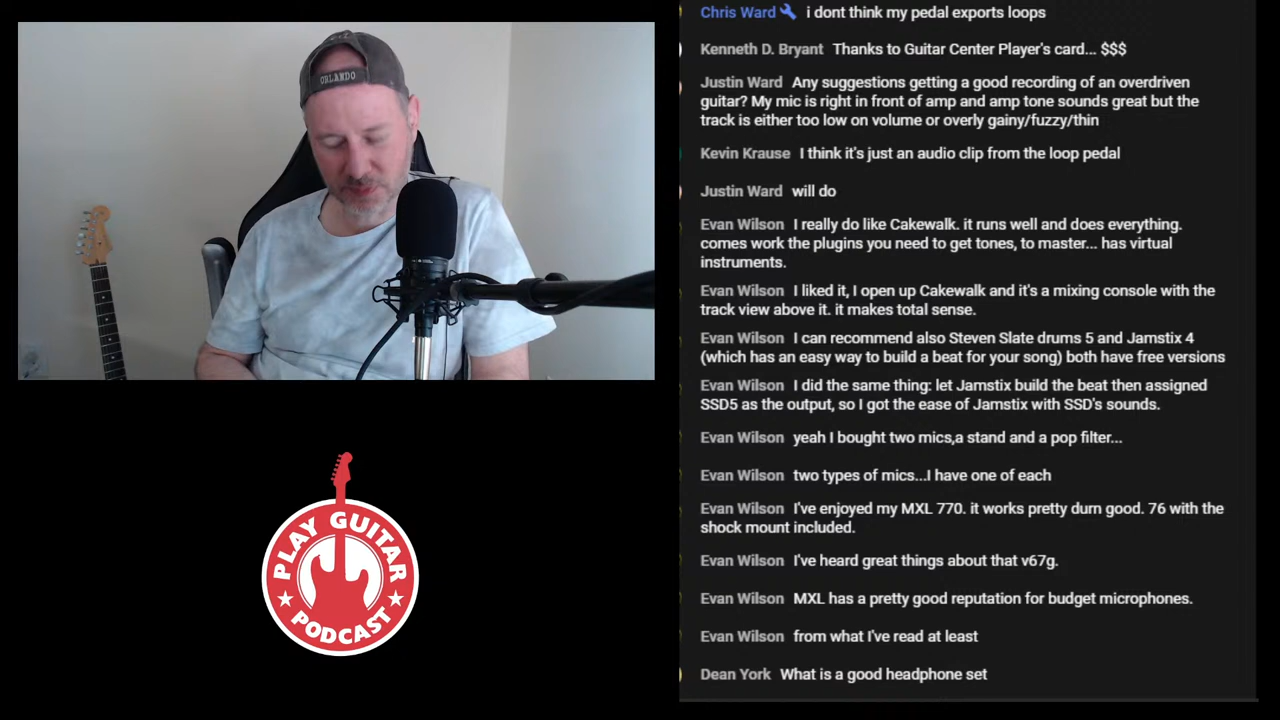 ORLANDO
PLAY GUITAR
PODCAST
Chris Ward i dont think my pedal exports loops
Kenneth D. Bryant Thanks to Guitar Center Player's card... $$$
Justin Ward Any suggestions getting a good recording of an overdriven
guitar? My mic is right in front of amp and amp tone sounds great but the
track is either too low on volume or overly gainy/fuzzy/thin
Kevin Krause I think it's just an audio clip from the loop pedal
Justin Ward will do
Evan Wilson I really do like Cakewalk. it runs well and does everything.
comes work the plugins you need to get tones, to master... has virtual
instruments.
Evan Wilson I liked it, I open up Cakewalk and it's a mixing console with the
track view above it. it makes total sense.
Evan Wilson I can recommend also Steven Slate drums 5 and Jamstix 4
(which has an easy way to build a beat for your song) both have free versions
Evan Wilson I did the same thing: let Jamstix build the beat then assigned
SSD5 as the output, so I got the ease of Jamstix with SSD's sounds.
Evan Wilson yeah I bought two mics,a stand and a pop filter...
Evan Wilson two types of mics...I have one of each
Evan Wilson I've enjoyed my MXL 770. it works pretty durn good. 76 with the
shock mount included.
Evan Wilson I've heard great things about that v67g.
Evan Wilson MXL has a pretty good reputation for budget microphones.
Evan Wilson from what I've read at least
Dean York What is a good headphone set